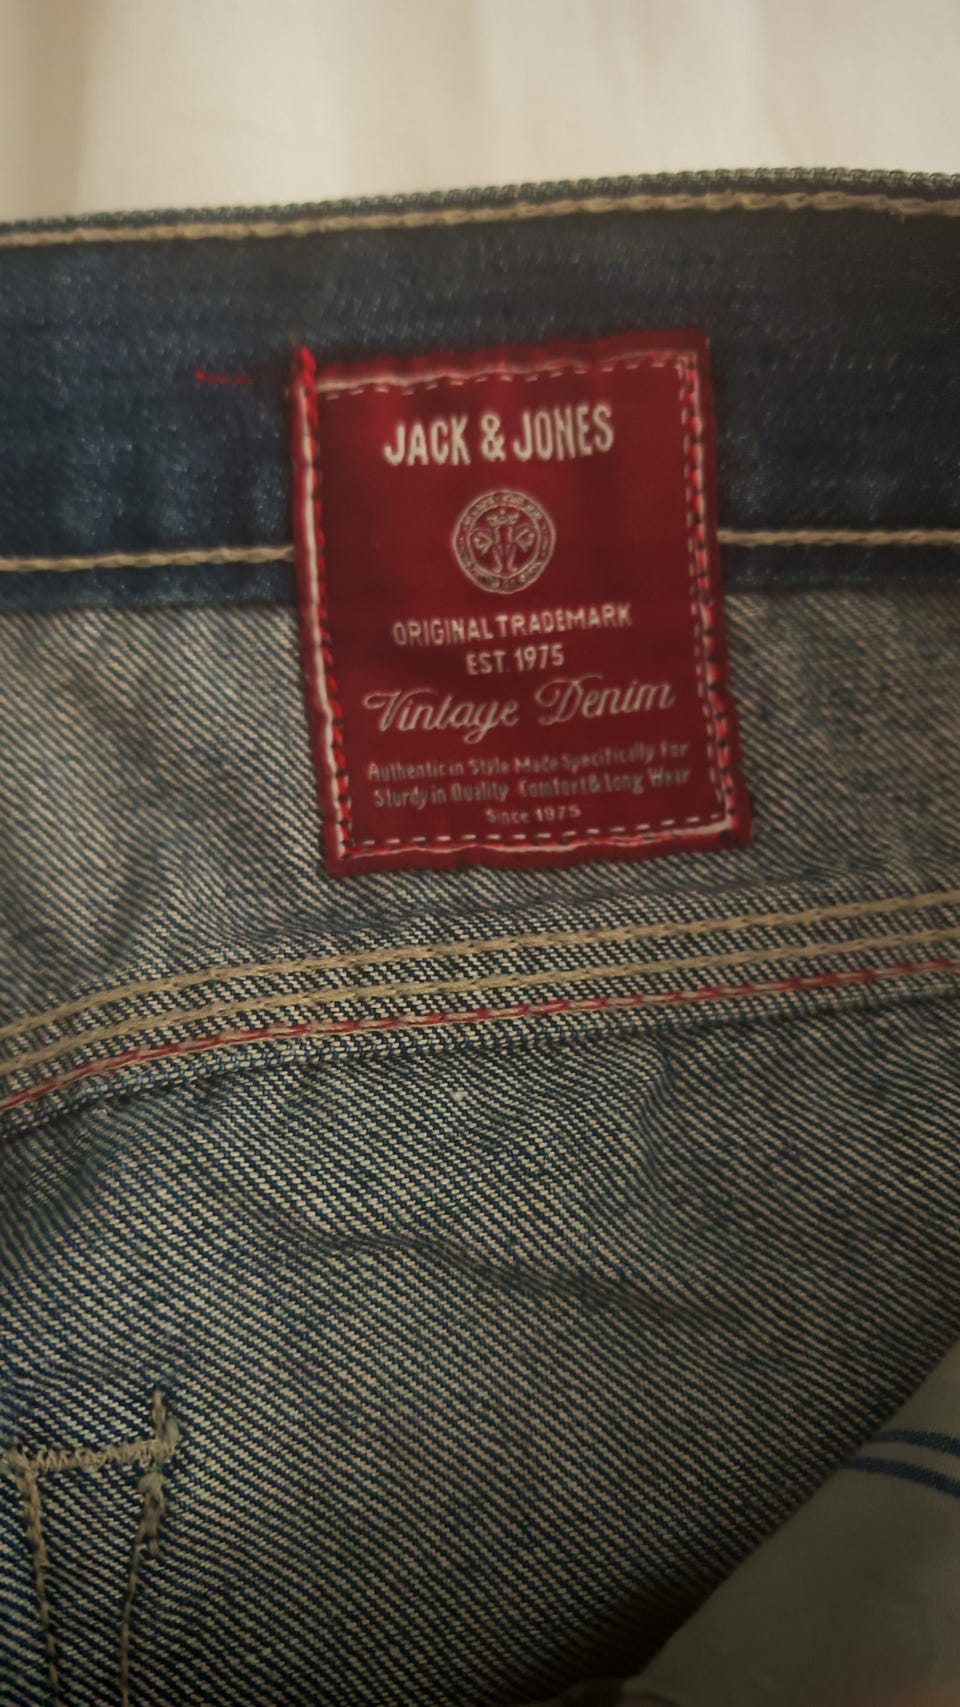 JACK & JONES
ORIGINAL TRADEMARK
EST. 1975
Vintage Denim
Authentic in Style Made Specifically For
Sturdy in Quality Comfort & Long Wear
Since 1975